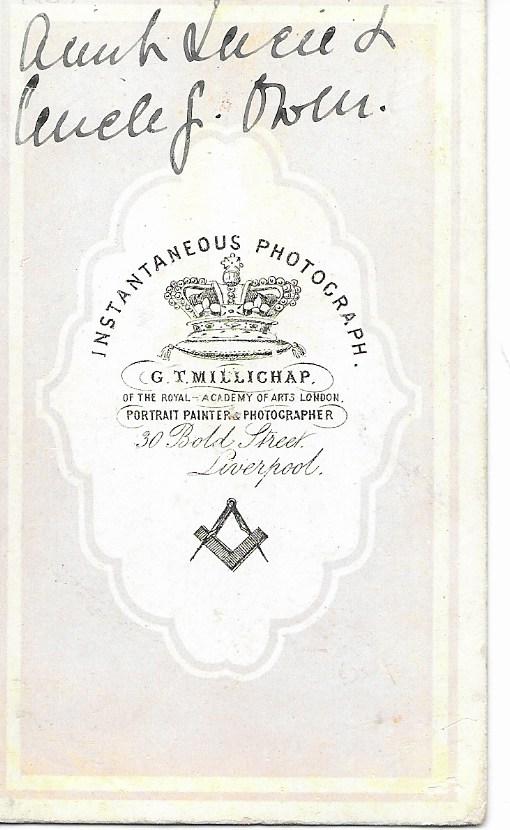 Aunt Lucie &
Uncle J. Owen.
INSTANTANEOUS PHOTOGRAPH.
G. T. MILLICHAP.
OF THE ROYAL ACADEMY OF ARTS LONDON.
PORTRAIT PAINTER & PHOTOGRAPHER
30 Bold Street.
Liverpool.